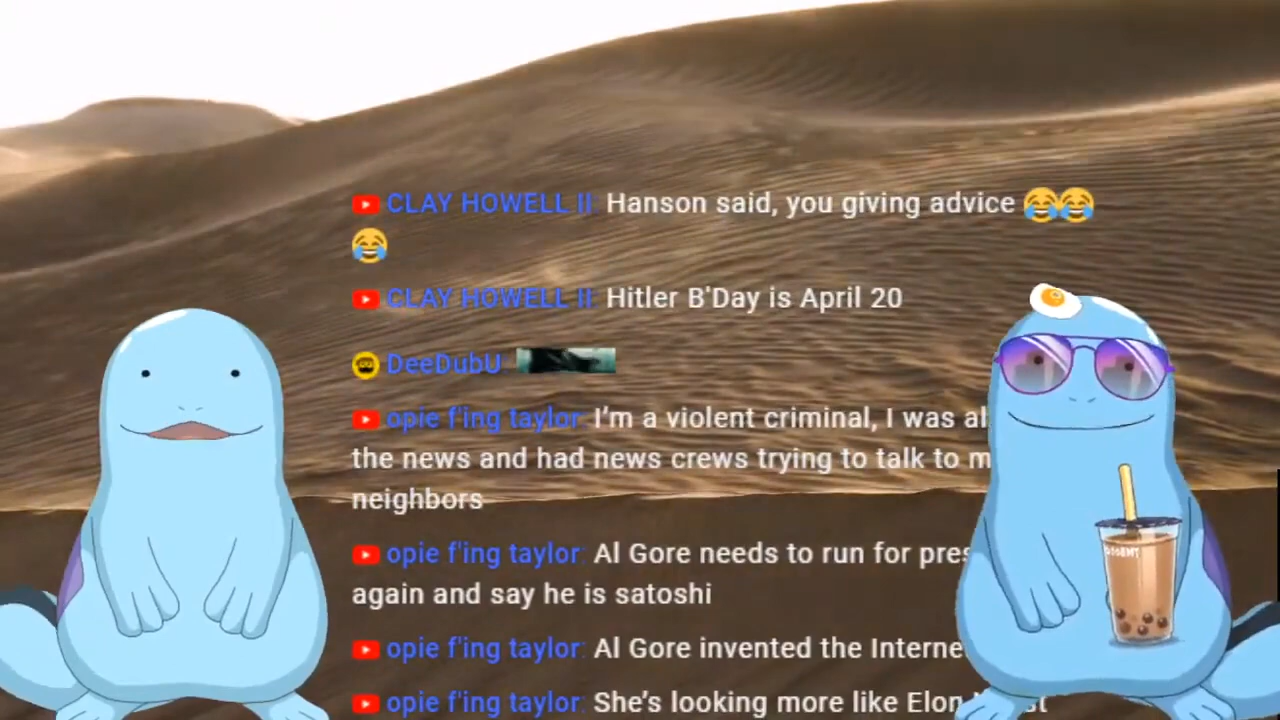 CLAY HOWELL II: Hanson said, you giving advice 😂😂
😂
CLAY HOWELL II: Hitler B'Day is April 20
DeeDubU
opie f'ing taylor: I'm a violent criminal, I was al
the news and had news crews trying to talk to m
neighbors
opie f'ing taylor: Al Gore needs to run for pres
again and say he is satoshi
opie f'ing taylor: Al Gore invented the Interne
opie f'ing taylor: She's looking more like Elon